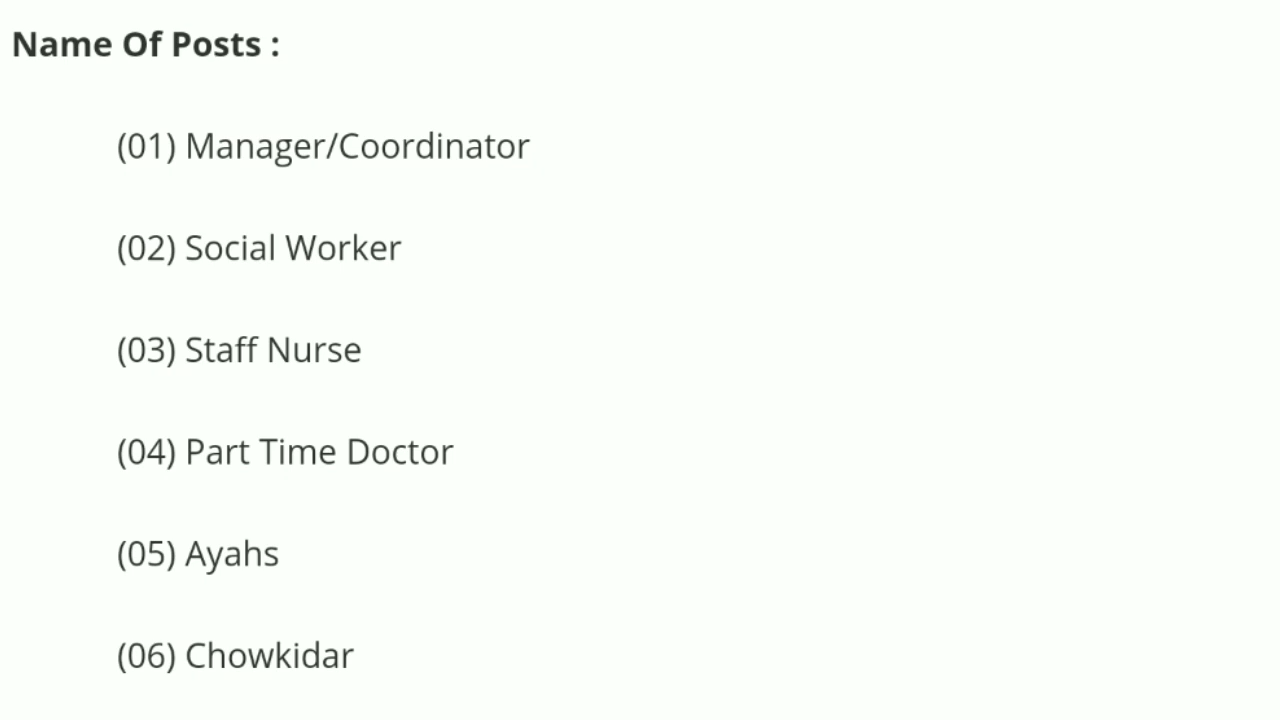 Name Of Posts :
(01) Manager/Coordinator
(02) Social Worker
(03) Staff Nurse
(04) Part Time Doctor
(05) Ayahs
(06) Chowkidar